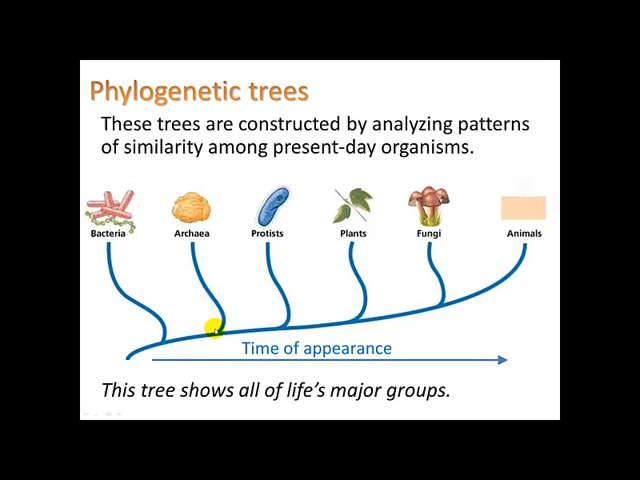 Phylogenetic trees
These trees are constructed by analyzing patterns
of similarity among present-day organisms.
Bacteria Archaea Protists Plants Fungi Animals
Time of appearance
This tree shows all of life's major groups.